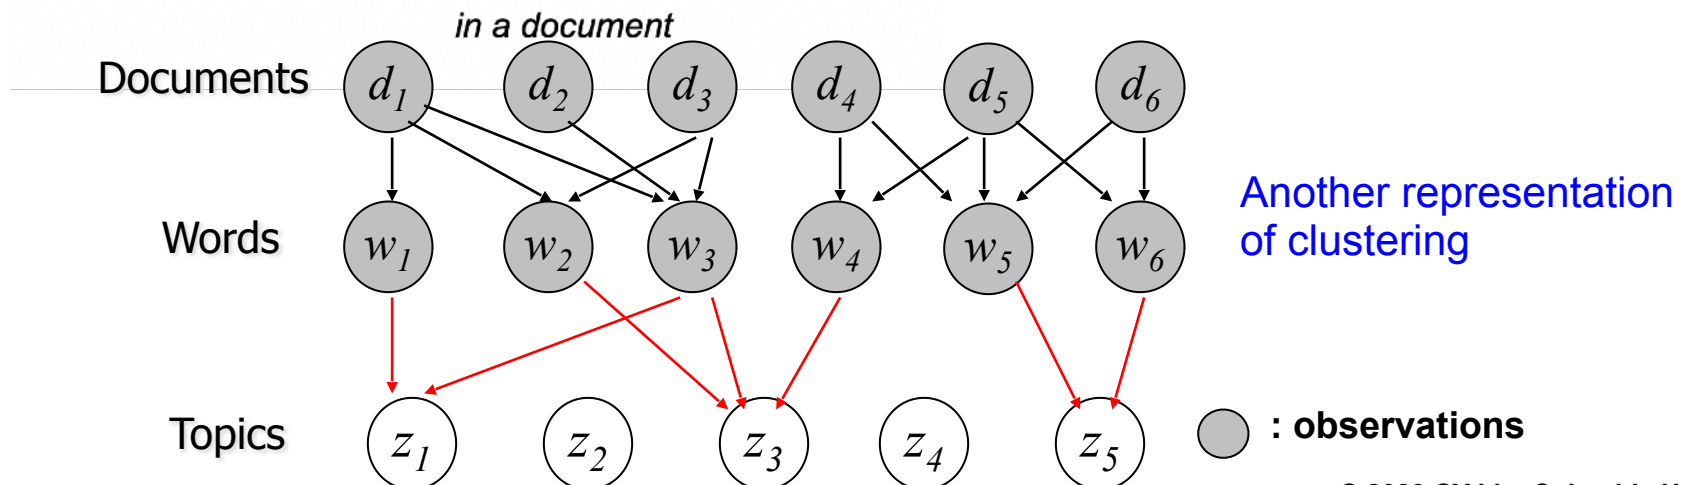 in a document
Documents d1 d2 d3 d4 d5 d6
Words w1 w2 w3 w4 w5 w6
Another representation
of clustering
Topics z1 z2 z3 z4 z5
: observations